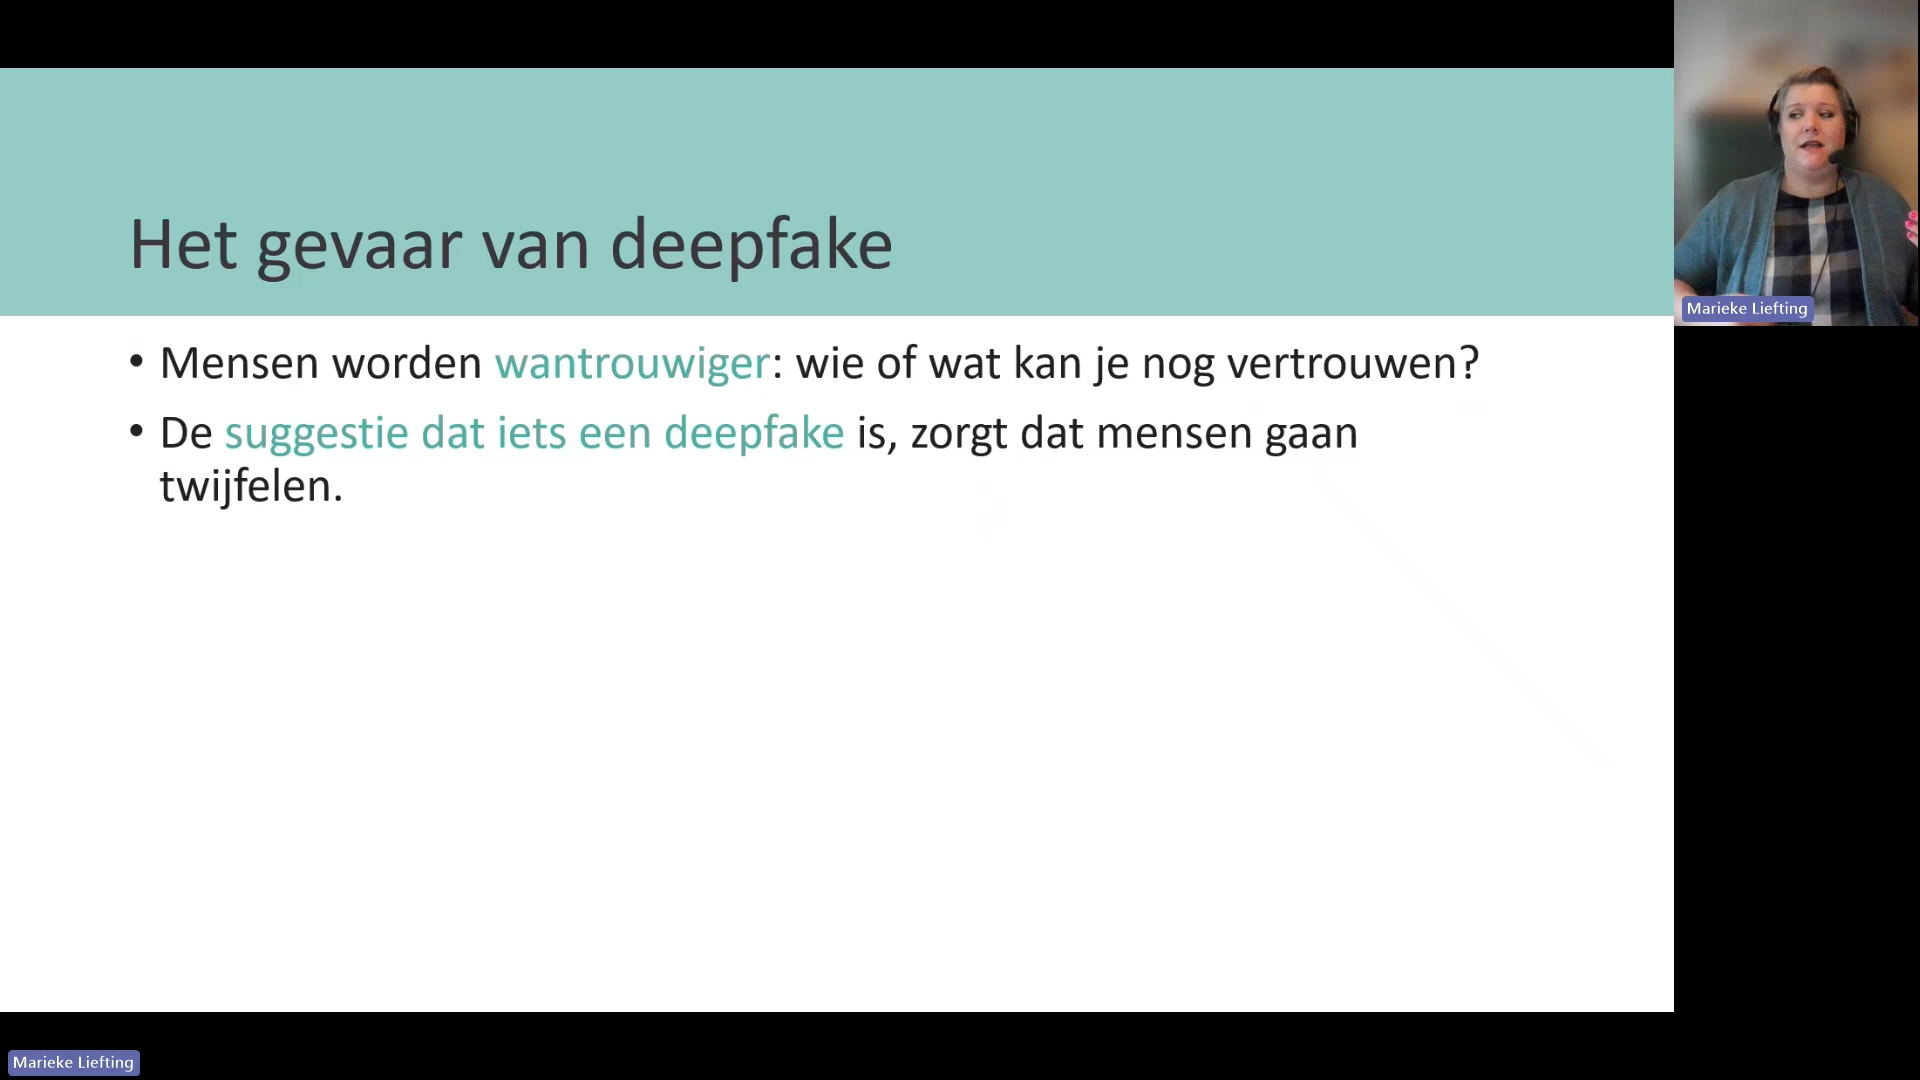 Het gevaar van deepfake
• Mensen worden wantrouwiger: wie of wat kan je nog vertrouwen?
• De suggestie dat iets een deepfake is, zorgt dat mensen gaan
twijfelen.
Marieke Liefting
Marieke Liefting